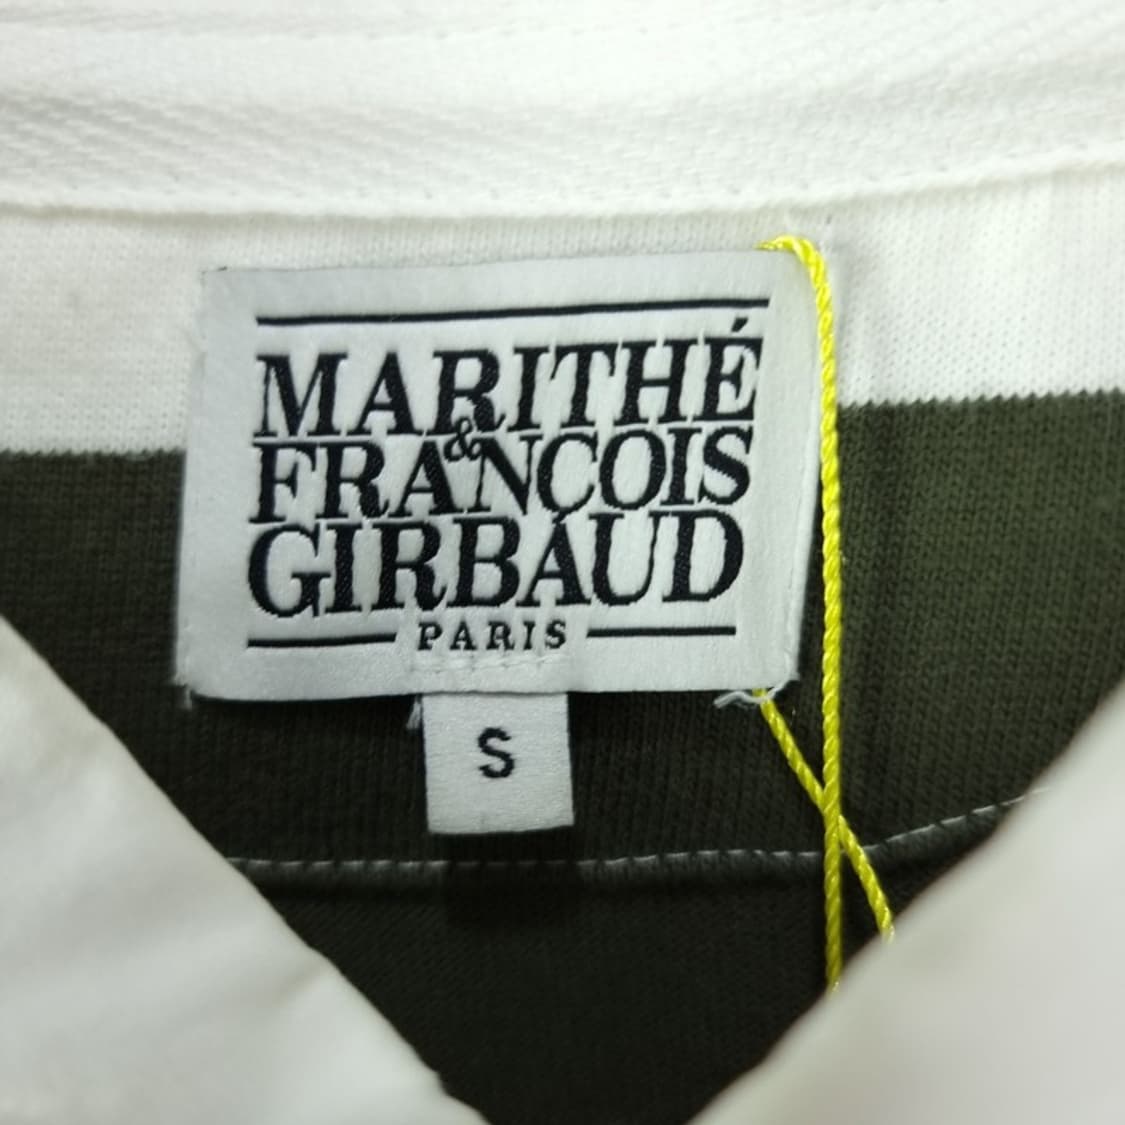 MARITHÉ
&
FRANÇOIS
GIRBAUD
PARIS
S